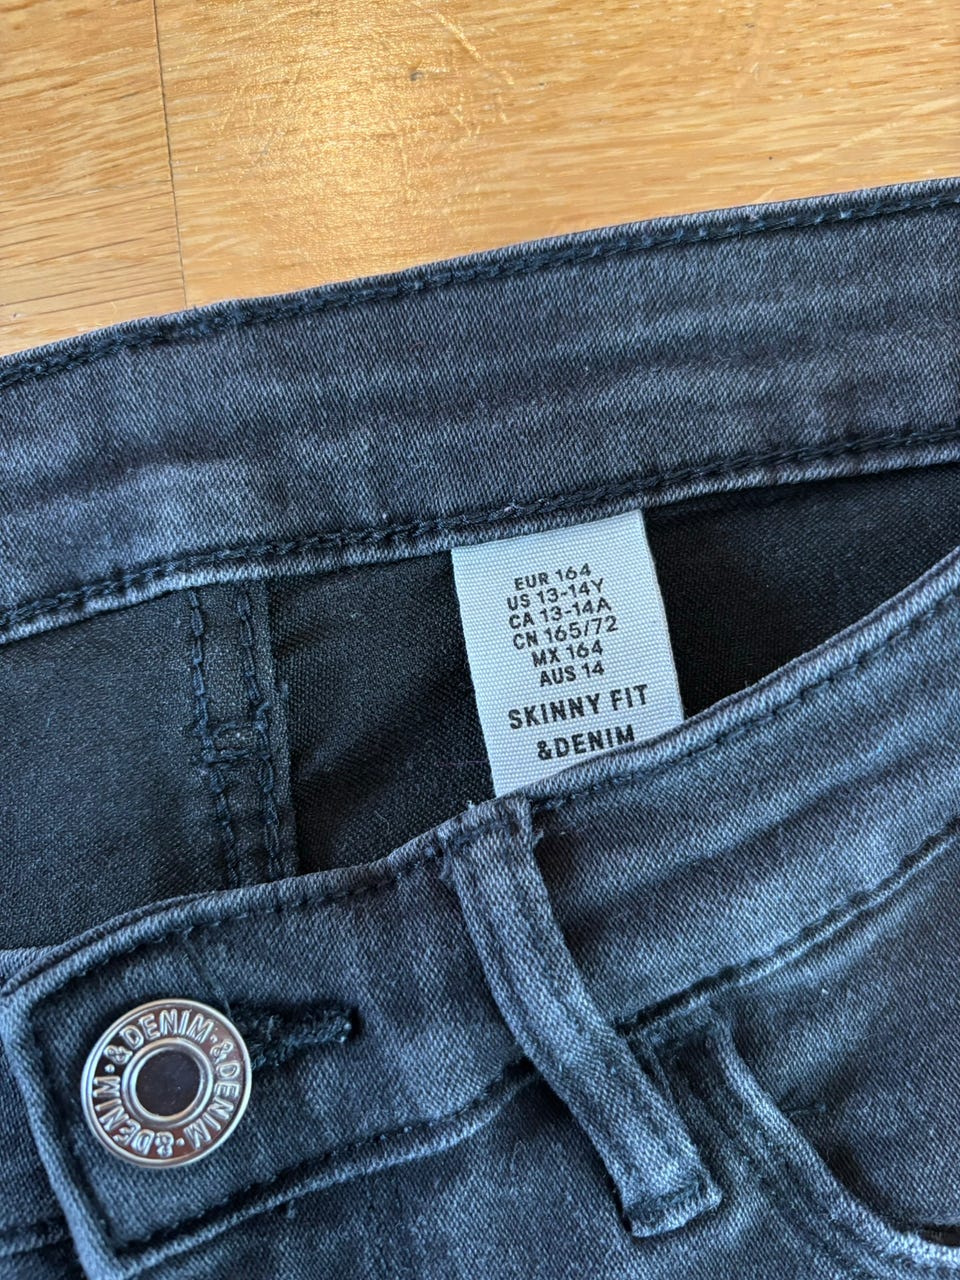 EUR 164
US 13-14Y
CA 13-14A
CN 165/72
MX 164
AUS 14
SKINNY FIT
&DENIM
&DENIM · &DENIM · &DENIM ·